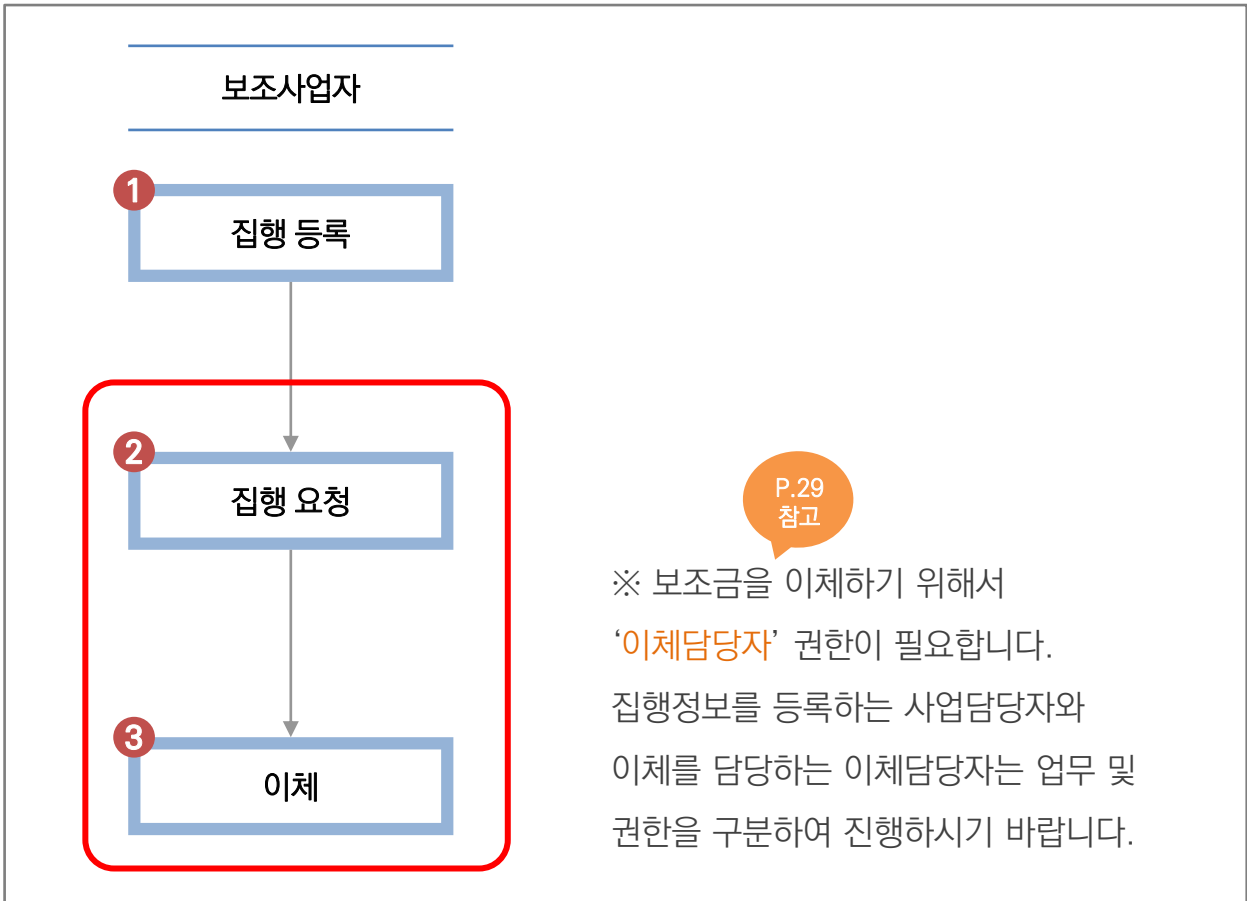 보조사업자
1
집행 등록
2
집행 요청
3
이체
P.29
참고
※ 보조금을 이체하기 위해서
‘이체담당자’ 권한이 필요합니다.
집행정보를 등록하는 사업담당자와
이체를 담당하는 이체담당자는 업무 및
권한을 구분하여 진행하시기 바랍니다.